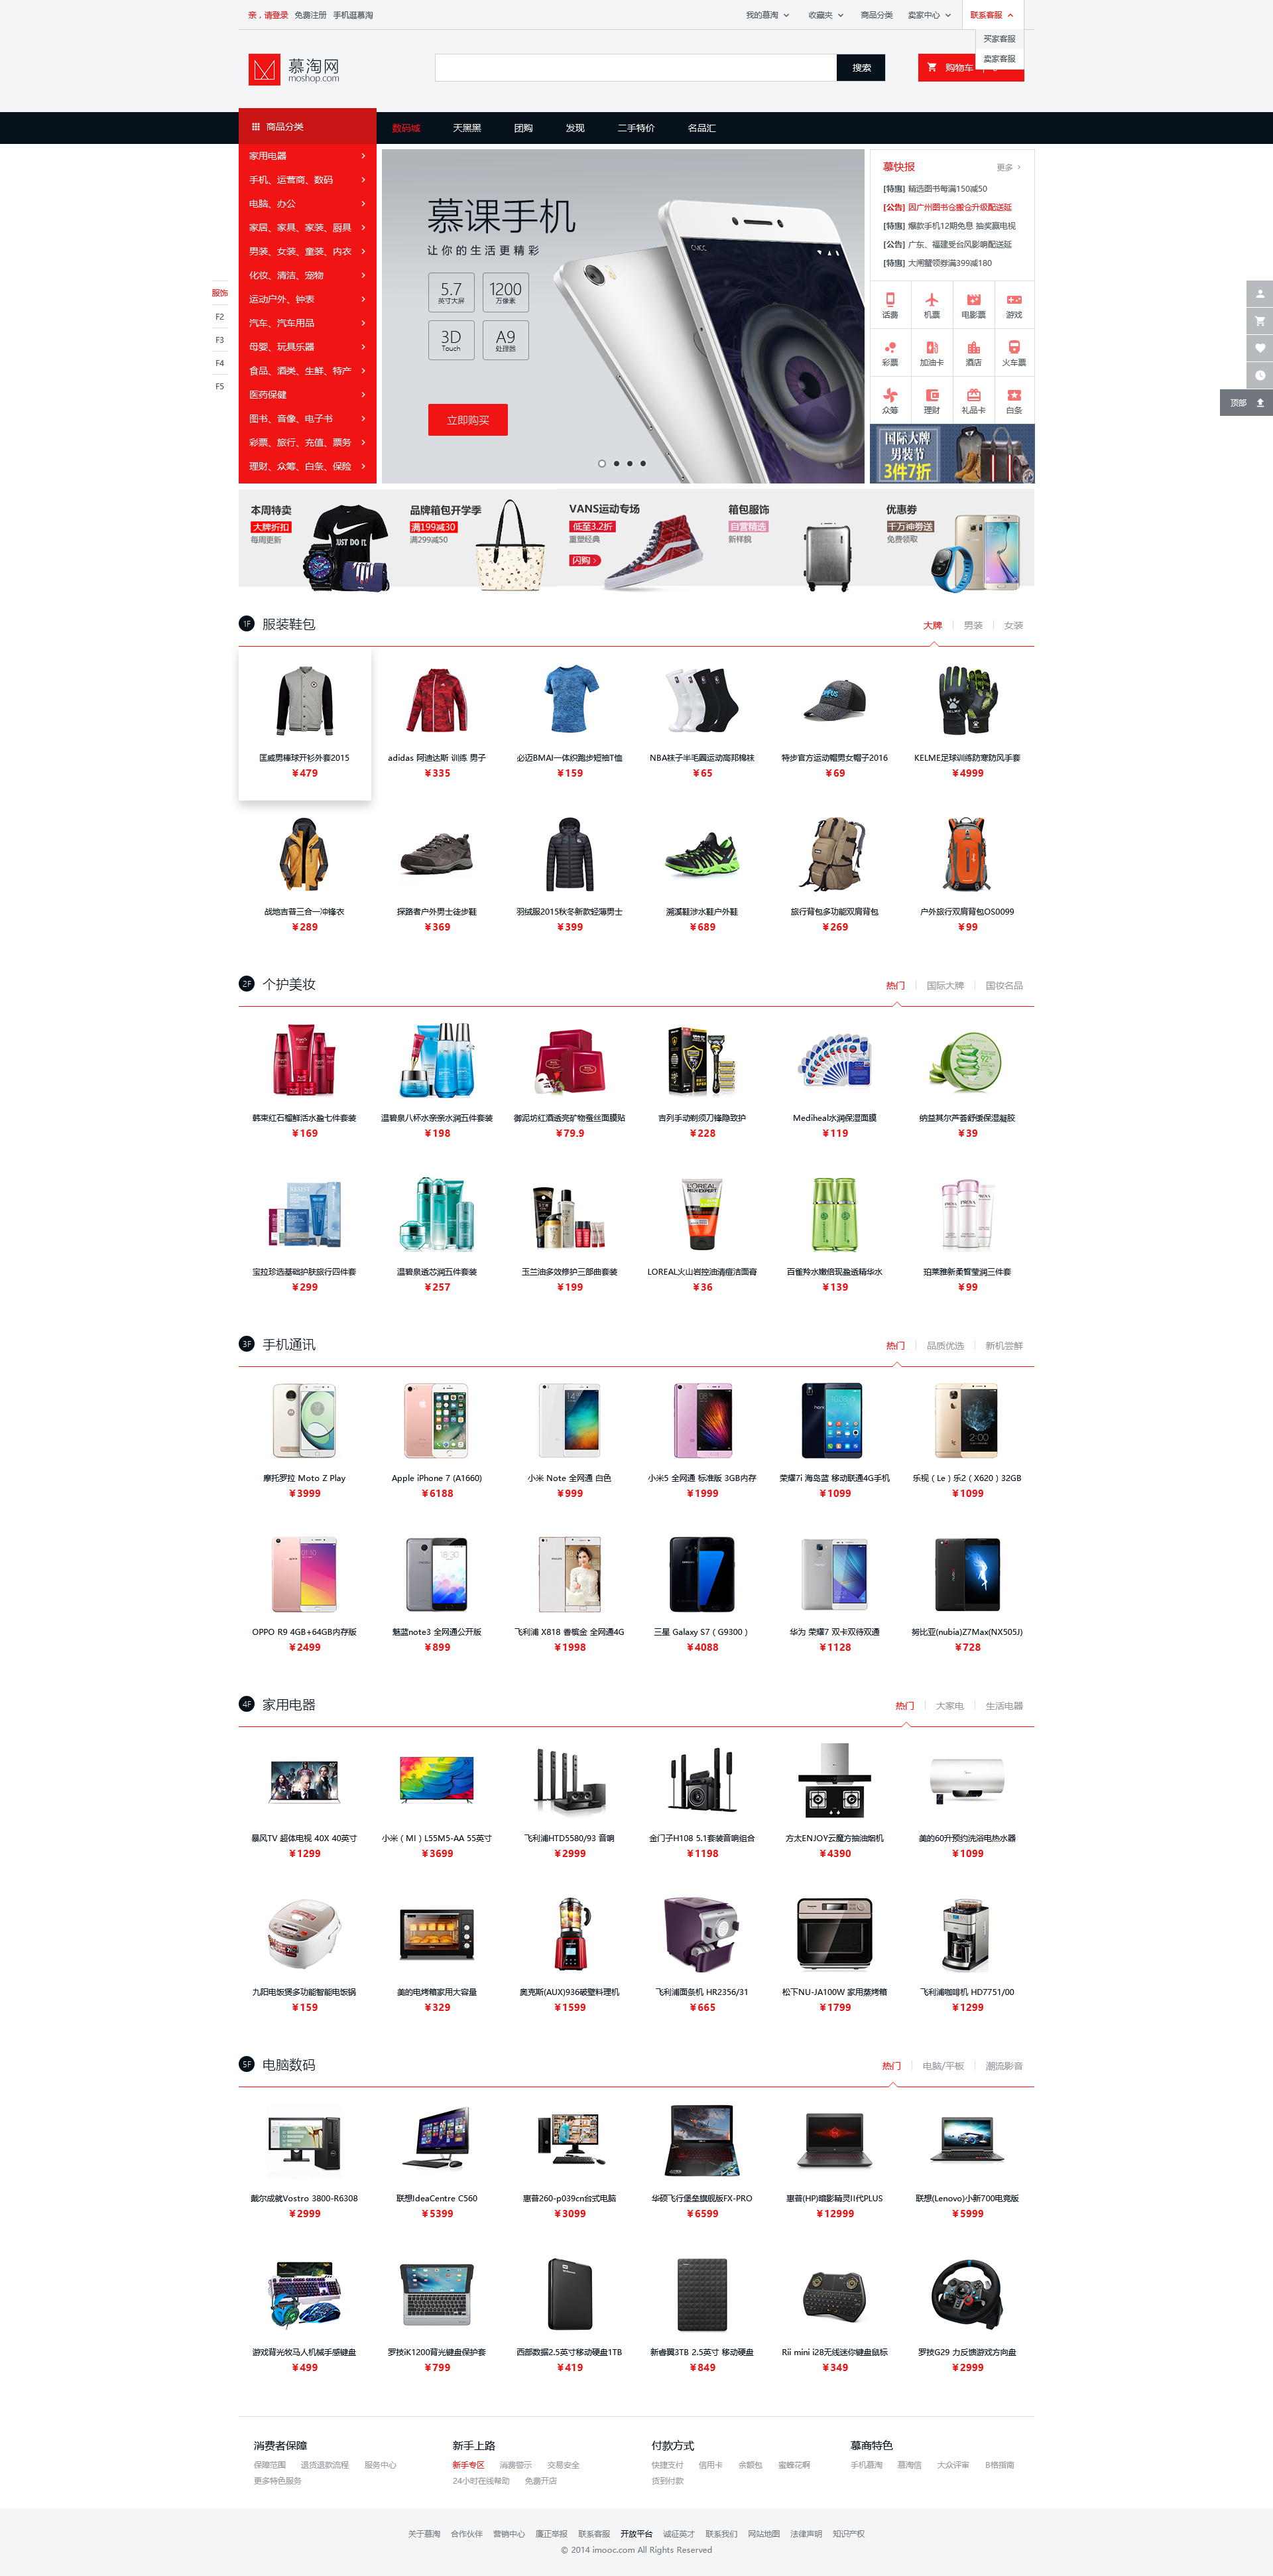 亲，请登录 免费注册 手机逛慕淘
我的慕淘 收藏夹 商品分类 卖家中心 联系客服
买家客服
卖家客服
慕淘网
moshop.com
搜索
购物车
商品分类 数码城 天黑黑 团购 发现 二手特价 名品汇
家用电器
手机、运营商、数码
电脑、办公
家居、家具、家装、厨具
男装、女装、童装、内衣
化妆、清洁、宠物
运动户外、钟表
汽车、汽车用品
母婴、玩具乐器
食品、酒类、生鲜、特产
医药保健
图书、音像、电子书
彩票、旅行、充值、票务
理财、众筹、白条、保险
服饰
F2
F3
F4
F5
慕课手机
让你的生活更精彩
5.7
英寸大屏
1200
万像素
3D
Touch
A9
处理器
立即购买
慕快报 更多
[特惠] 精选图书每满150减50
[公告] 因广州图书仓搬仓升级配送延
[特惠] 爆款手机12期免息 抽奖赢电视
[公告] 广东、福建受台风影响配送延
[特惠] 大闸蟹领券满399减180
话费 机票 电影票 游戏
彩票 加油卡 酒店 火车票
众筹 理财 礼品卡 白条
国际大牌
男装节
3件7折
顶部
本周特卖
大牌折扣
每周更新
JUST DO IT.
品牌箱包开学季
满199减30
满299减50
VANS运动专场
低至3.2折
重塑经典
闪购
箱包服饰
自营精选
新样貌
优惠券
千万神劵送
免费领取
1F 服装鞋包 大牌 男装 女装
匡威男棒球开衫外套2015
¥479
adidas 阿迪达斯 训练 男子
¥335
必迈BMAI一体织跑步短袖T恤
¥159
NBA袜子半毛圈运动高邦棉袜
¥65
特步官方运动帽男女帽子2016
¥69
KELME足球训练防寒防风手套
¥4999
战地吉普三合一冲锋衣
¥289
探路者户外男士徒步鞋
¥369
羽绒服2015秋冬新款轻薄男士
¥399
溯溪鞋涉水鞋户外鞋
¥689
旅行背包多功能双肩背包
¥269
户外旅行双肩背包OS0099
¥99
2F 个护美妆 热门 国际大牌 国妆名品
韩束红石榴鲜活水盈七件套装
¥169
温碧泉八杯水亲亲水润五件套装
¥198
御泥坊红酒透亮矿物蚕丝面膜贴
¥79.9
吉列手动剃须刀锋隐致护
¥228
Mediheal水润保湿面膜
¥119
纳益其尔芦荟舒缓保湿凝胶
¥39
宝拉珍选基础护肤旅行四件套
¥299
温碧泉透芯润五件套装
¥257
玉兰油多效修护三部曲套装
¥199
LOREAL火山岩控油清痘洁面膏
¥36
百雀羚水嫩倍现盈透精华水
¥139
珀莱雅新柔皙莹润三件套
¥99
3F 手机通讯 热门 品质优选 新机尝鲜
摩托罗拉 Moto Z Play
¥3999
Apple iPhone 7 (A1660)
¥6188
小米 Note 全网通 白色
¥999
小米5 全网通 标准版 3GB内存
¥1999
荣耀7i 海岛蓝 移动联通4G手机
¥1099
乐视（Le）乐2（X620）32GB
¥1099
OPPO R9 4GB+64GB内存版
¥2499
魅蓝note3 全网通公开版
¥899
飞利浦 X818 香槟金 全网通4G
¥1998
三星 Galaxy S7（G9300）
¥4088
华为 荣耀7 双卡双待双通
¥1128
努比亚(nubia)Z7Max(NX505J)
¥728
4F 家用电器 热门 大家电 生活电器
暴风TV 超体电视 40X 40英寸
¥1299
小米（MI）L55M5-AA 55英寸
¥3699
飞利浦HTD5580/93 音响
¥2999
金门子H108 5.1套装音响组合
¥1198
方太ENJOY云魔方抽油烟机
¥4390
美的60升预约洗浴电热水器
¥1099
九阳电饭煲多功能智能电饭锅
¥159
美的电烤箱家用大容量
¥329
奥克斯(AUX)936破壁料理机
¥1599
飞利浦面条机 HR2356/31
¥665
松下NU-JA100W 家用蒸烤箱
¥1799
飞利浦咖啡机 HD7751/00
¥1299
5F 电脑数码 热门 电脑/平板 潮流影音
戴尔成就Vostro 3800-R6308
¥2999
联想IdeaCentre C560
¥5399
惠普260-p039cn台式电脑
¥3099
华硕飞行堡垒旗舰版FX-PRO
¥6599
惠普(HP)暗影精灵II代PLUS
¥12999
联想(Lenovo)小新700电竞版
¥5999
游戏背光牧马人机械手感键盘
¥499
罗技iK1200背光键盘保护套
¥799
西部数据2.5英寸移动硬盘1TB
¥419
新睿翼3TB 2.5英寸 移动硬盘
¥849
Rii mini i28无线迷你键盘鼠标
¥349
罗技G29 力反馈游戏方向盘
¥2999
消费者保障
保障范围 退货退款流程 服务中心
更多特色服务
新手上路
新手专区 消费警示 交易安全
24小时在线帮助 免费开店
付款方式
快捷支付 信用卡 余额包 蜜蜂花啊
货到付款
慕商特色
手机慕淘 慕淘信 大众评审 B格指南
关于慕淘 合作伙伴 营销中心 廉正举报 联系客服 开放平台 诚征英才 联系我们 网站地图 法律声明 知识产权
© 2014 imooc.com All Rights Reserved